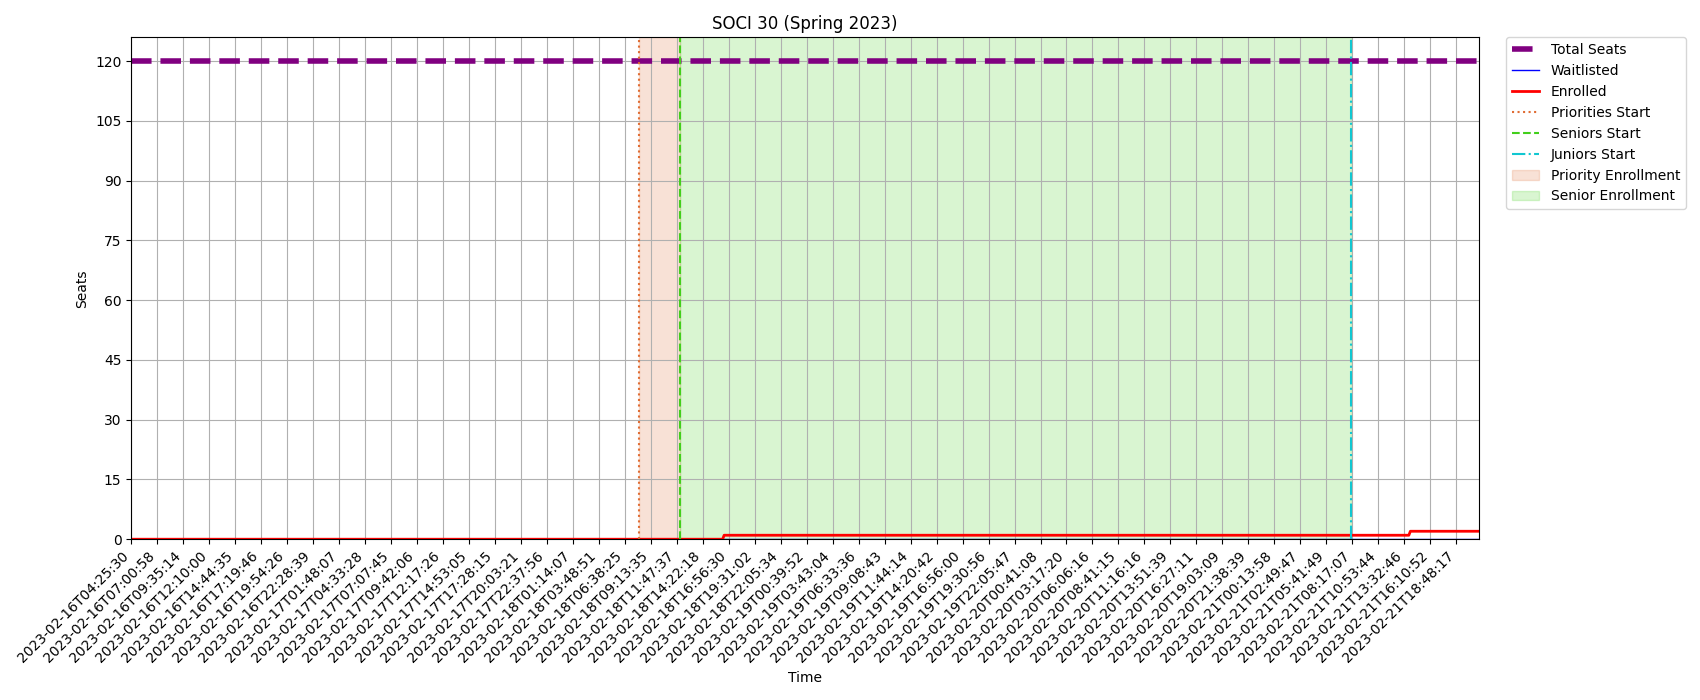 SOCI 30 (Spring 2023)
Total Seats
Waitlisted
Enrolled
Priorities Start
Seniors Start
Juniors Start
Priority Enrollment
Senior Enrollment
Seats
120
105
90
75
60
45
30
15
0
2023-02-16T04:25:30
2023-02-16T07:00:58
2023-02-16T09:35:14
2023-02-16T12:10:00
2023-02-16T14:44:35
2023-02-16T17:19:46
2023-02-16T19:54:26
2023-02-16T22:28:39
2023-02-17T01:48:07
2023-02-17T04:33:28
2023-02-17T07:07:45
2023-02-17T09:42:06
2023-02-17T12:17:26
2023-02-17T14:53:05
2023-02-17T17:28:15
2023-02-17T20:03:21
2023-02-17T22:37:56
2023-02-18T01:14:07
2023-02-18T03:48:51
2023-02-18T06:38:25
2023-02-18T09:13:35
2023-02-18T11:47:37
2023-02-18T14:22:18
2023-02-18T16:56:30
2023-02-18T19:31:02
2023-02-18T22:05:34
2023-02-19T00:39:52
2023-02-19T03:43:04
2023-02-19T06:33:36
2023-02-19T09:08:43
2023-02-19T11:44:14
2023-02-19T14:20:42
2023-02-19T16:56:00
2023-02-19T19:30:56
2023-02-19T22:05:47
2023-02-20T00:41:08
2023-02-20T03:17:20
2023-02-20T06:06:16
2023-02-20T08:41:15
2023-02-20T11:16:16
2023-02-20T13:51:39
2023-02-20T16:27:11
2023-02-20T19:03:09
2023-02-20T21:38:39
2023-02-21T00:13:58
2023-02-21T02:49:47
2023-02-21T05:41:49
2023-02-21T08:17:07
2023-02-21T10:53:44
2023-02-21T13:32:46
2023-02-21T16:10:52
2023-02-21T18:48:17
Time